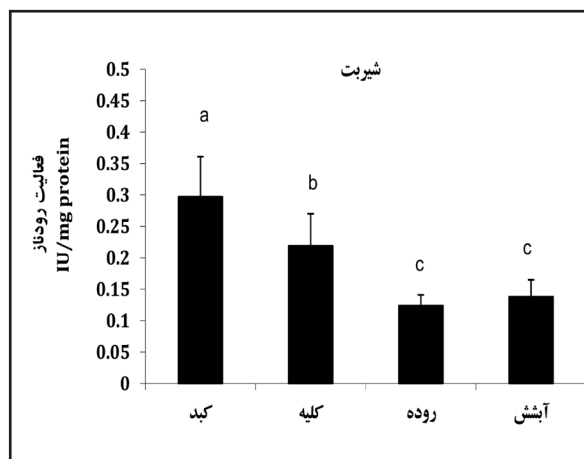 شیربت
فعالیت رودناز
IU/mg protein
0.5
0.45
0.4
0.35
0.3
0.25
0.2
0.15
0.1
0.05
0
a
b
c
c
کبد
کلیه
روده
آبشش